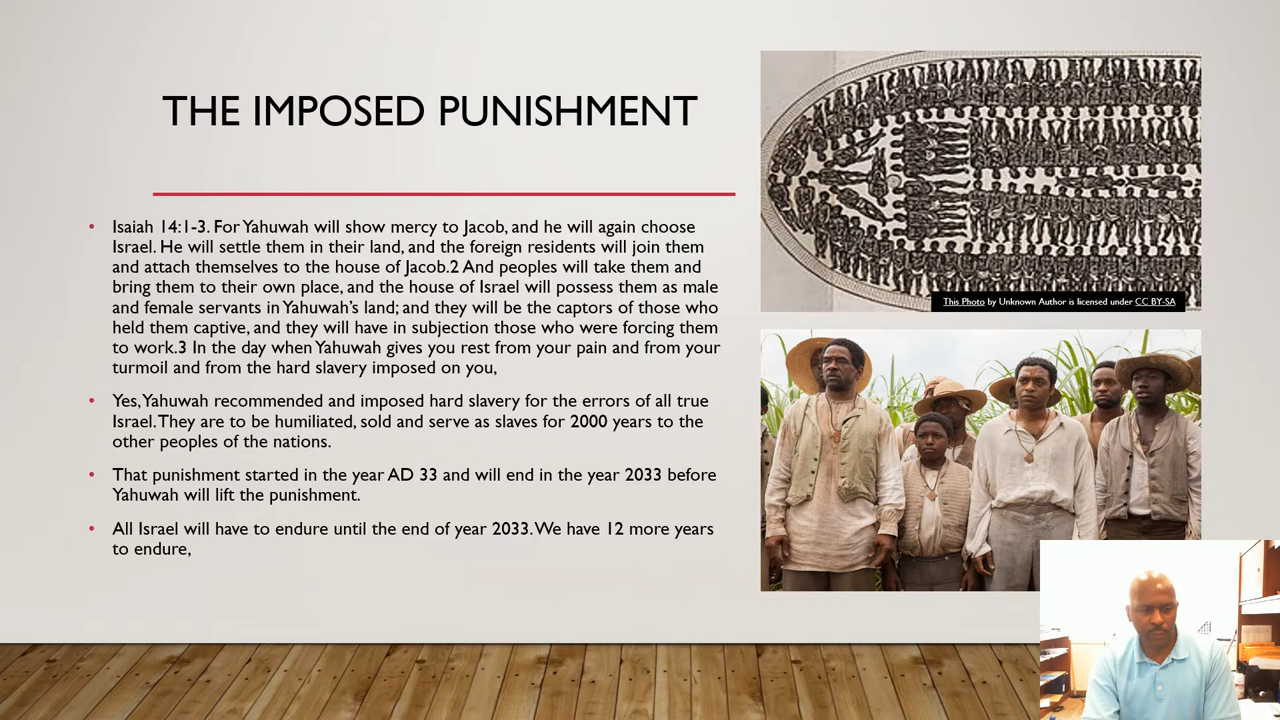 THE IMPOSED PUNISHMENT
• Isaiah 14:1-3. For Yahuwah will show mercy to Jacob, and he will again choose
Israel. He will settle them in their land, and the foreign residents will join them
and attach themselves to the house of Jacob.2 And peoples will take them and
bring them to their own place, and the house of Israel will possess them as male
and female servants in Yahuwah's land; and they will be the captors of those who
held them captive, and they will have in subjection those who were forcing them
to work.3 In the day when Yahuwah gives you rest from your pain and from your
turmoil and from the hard slavery imposed on you,
• Yes, Yahuwah recommended and imposed hard slavery for the errors of all true
Israel. They are to be humiliated, sold and serve as slaves for 2000 years to the
other peoples of the nations.
• That punishment started in the year AD 33 and will end in the year 2033 before
Yahuwah will lift the punishment.
• All Israel will have to endure until the end of year 2033. We have 12 more years
to endure,
This Photo by Unknown Author is licensed under CC BY-SA